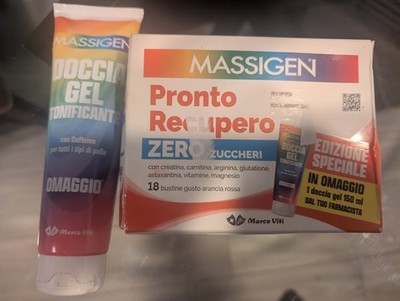 MASSIGEN
DOCCIA
GEL
TONIFICANTE
con Caffeina
per tutti i tipi di pelle
OMAGGIO
Marco Viti
MASSIGEN
Pronto
Recupero
ZERO ZUCCHERI
con creatina, carnitina, arginina, glutatione,
astaxantina, vitamine, magnesio
18 bustine gusto arancia rossa
Marco Viti
DOCCIA
GEL
EDIZIONE
SPECIALE
IN OMAGGIO
1 doccia gel 150 ml
DAL TUO FARMACISTA